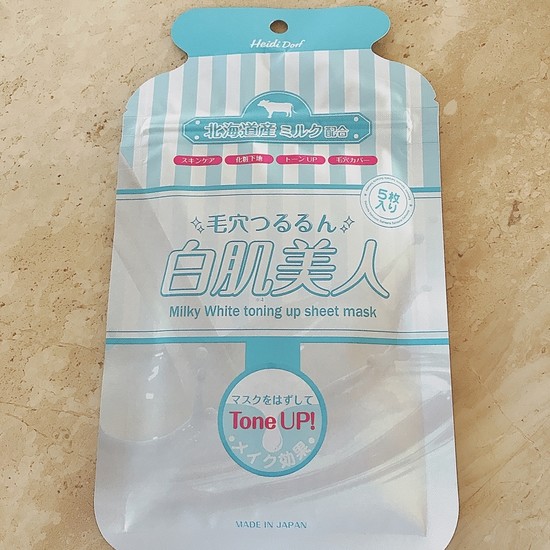 Heidi Dorf
北海道産ミルク配合
スキンケア 化粧下地 トーンUP 毛穴カバー
5枚
入り
毛穴つるるん
白肌美人
Milky White toning up sheet mask
マスクをはずして
Tone UP!
・メイク効果・
MADE IN JAPAN